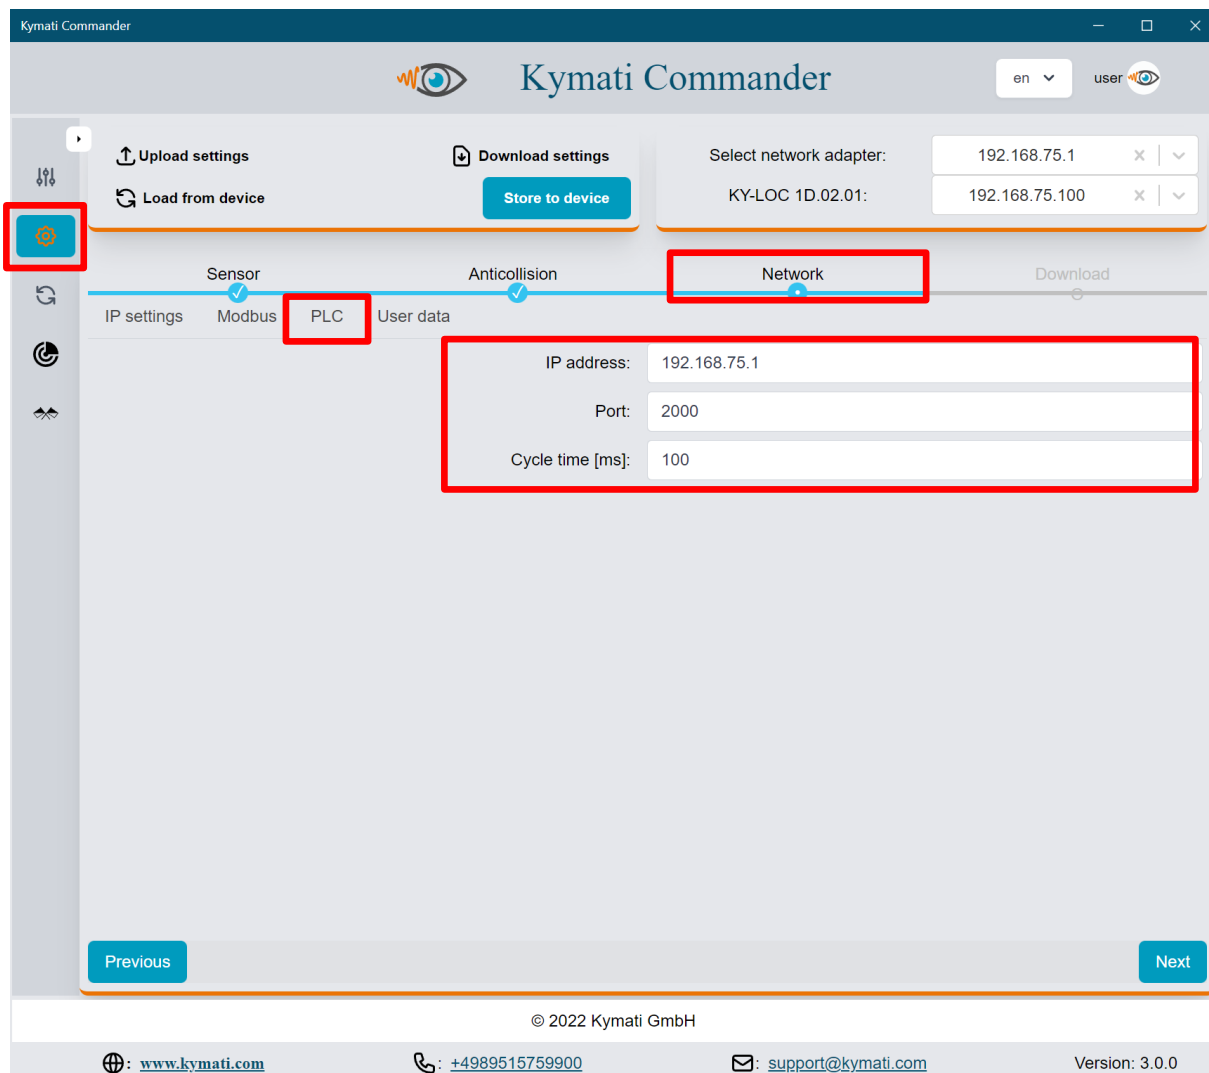 Kymati Commander
Kymati Commander
en
user
Upload settings
Download settings
Load from device
Store to device
Select network adapter:
192.168.75.1
KY-LOC 1D.02.01:
192.168.75.100
Sensor
Anticollision
Network
Download
IP settings
Modbus
PLC
User data
IP address:
192.168.75.1
Port:
2000
Cycle time [ms]:
100
Previous
Next
© 2022 Kymati GmbH
: www.kymati.com
: +4989515759900
: support@kymati.com
Version: 3.0.0